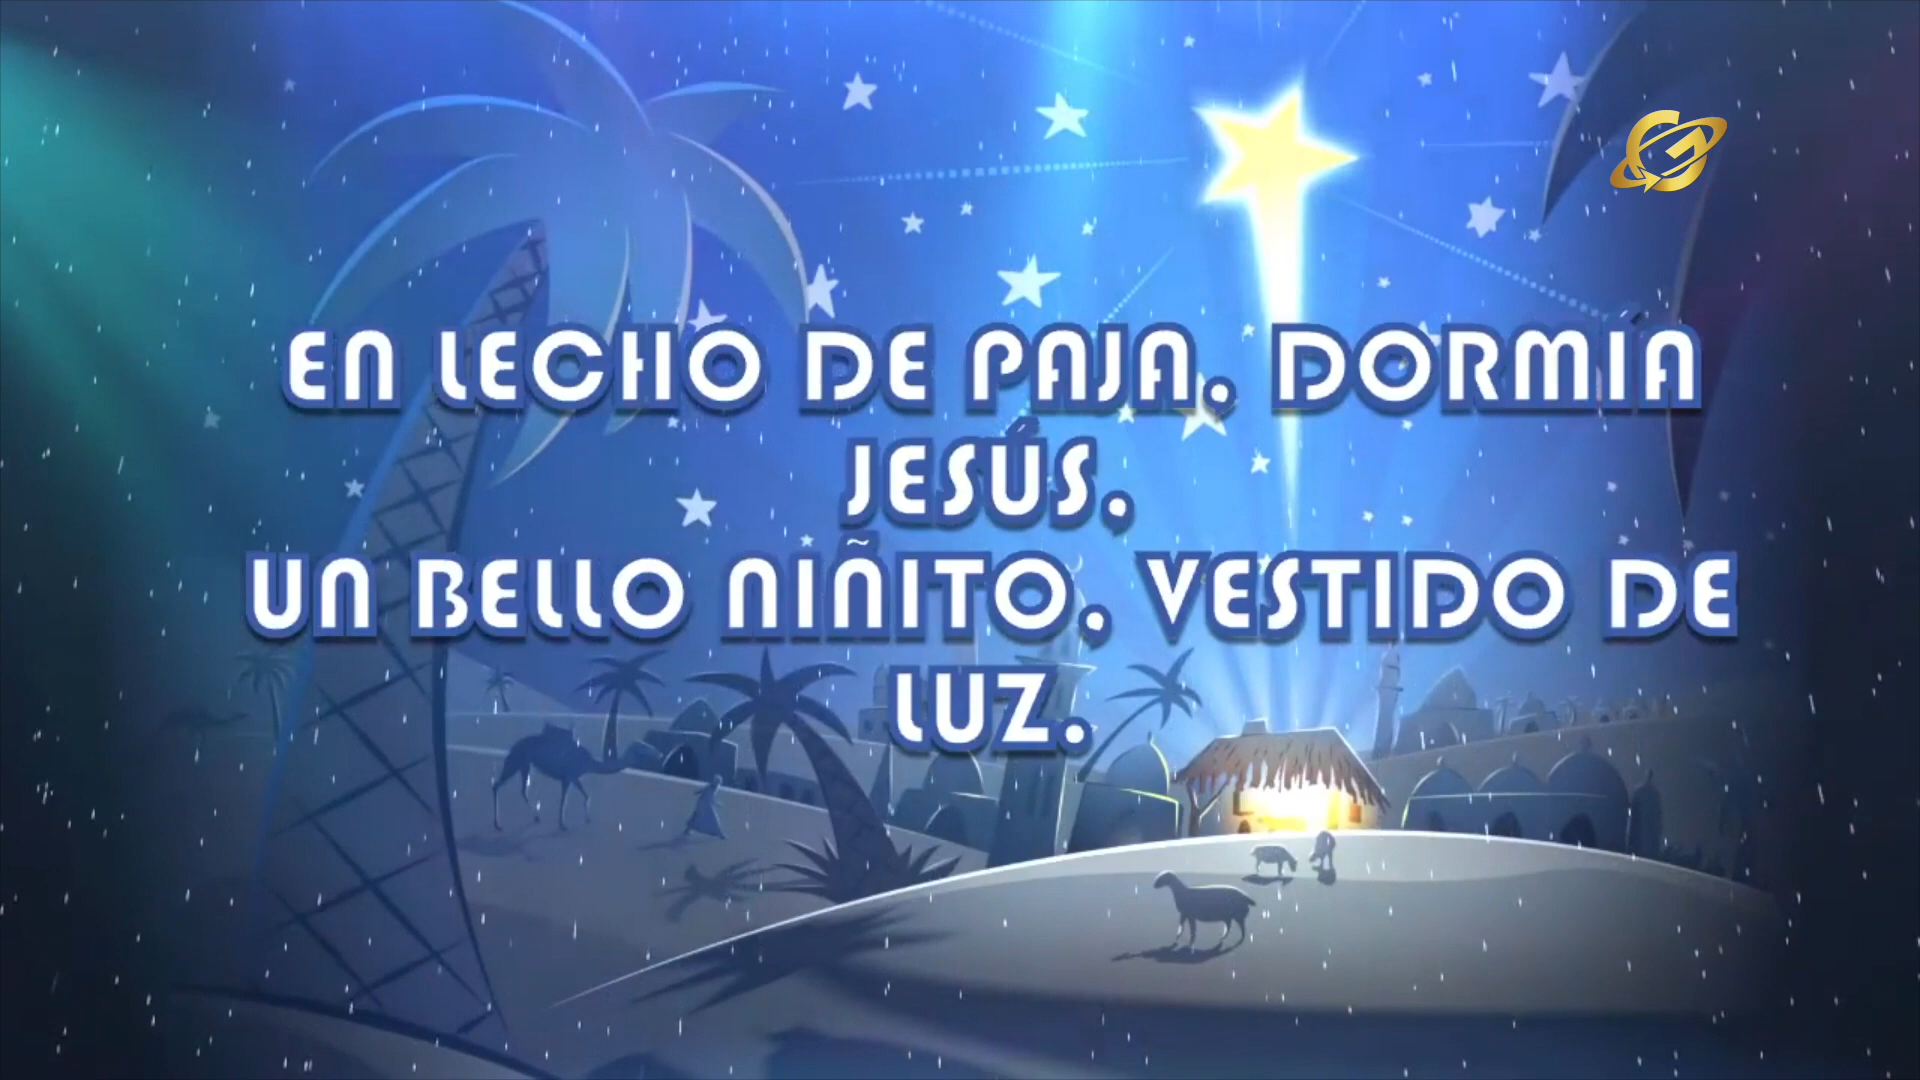 EN LECHO DE PAJA, DORMÍA
JESÚS,
UN BELLO NIÑITO, VESTIDO DE
LUZ.